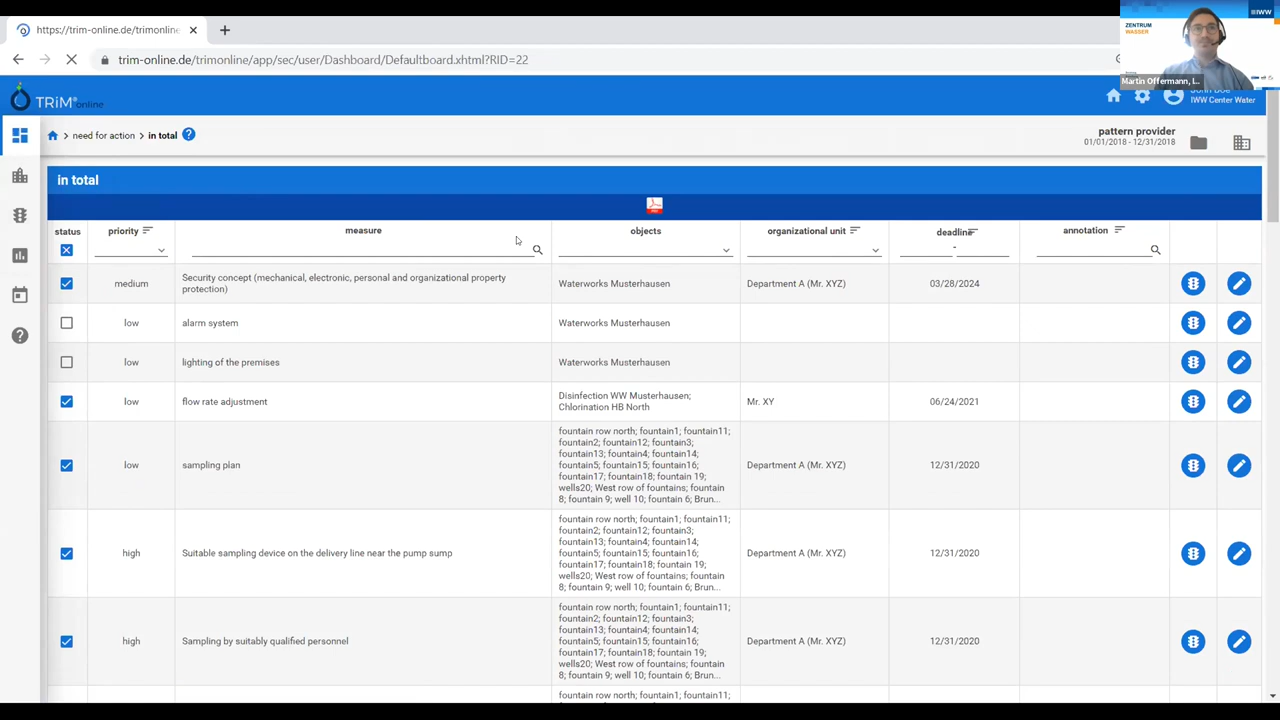 https://trim-online.de/trimonline
trim-online.de/trimonline/app/sec/user/Dashboard/Defaultboard.xhtml?RID=22
ZENTRUM
WASSER
IWW
Martin Offermann, I...
TRiM®online
IWW Center Water
need for action > in total
pattern provider
01/01/2018 - 12/31/2018
in total
status
priority
measure
objects
organizational unit
deadline
annotation
-
medium
Security concept (mechanical, electronic, personal and organizational property
protection)
Waterworks Musterhausen
Department A (Mr. XYZ)
03/28/2024
low
alarm system
Waterworks Musterhausen
low
lighting of the premises
Waterworks Musterhausen
low
flow rate adjustment
Disinfection WW Musterhausen;
Chlorination HB North
Mr. XY
06/24/2021
low
sampling plan
fountain row north; fountain1; fountain11;
fountain2; fountain12; fountain3;
fountain13; fountain4; fountain14;
fountain5; fountain15; fountain16;
fountain17; fountain18; fountain 19;
wells20; West row of fountains; fountain
8; fountain 9; well 10; fountain 6; Brun...
Department A (Mr. XYZ)
12/31/2020
high
Suitable sampling device on the delivery line near the pump sump
fountain row north; fountain1; fountain11;
fountain2; fountain12; fountain3;
fountain13; fountain4; fountain14;
fountain5; fountain15; fountain16;
fountain17; fountain18; fountain 19;
wells20; West row of fountains; fountain
8; fountain 9; well 10; fountain 6; Brun...
Department A (Mr. XYZ)
12/31/2020
high
Sampling by suitably qualified personnel
fountain row north; fountain1; fountain11;
fountain2; fountain12; fountain3;
fountain13; fountain4; fountain14;
fountain5; fountain15; fountain16;
fountain17; fountain18; fountain 19;
wells20; West row of fountains; fountain
8; fountain 9; well 10; fountain 6; Brun...
Department A (Mr. XYZ)
12/31/2020
fountain row north; fountain1; fountain11;